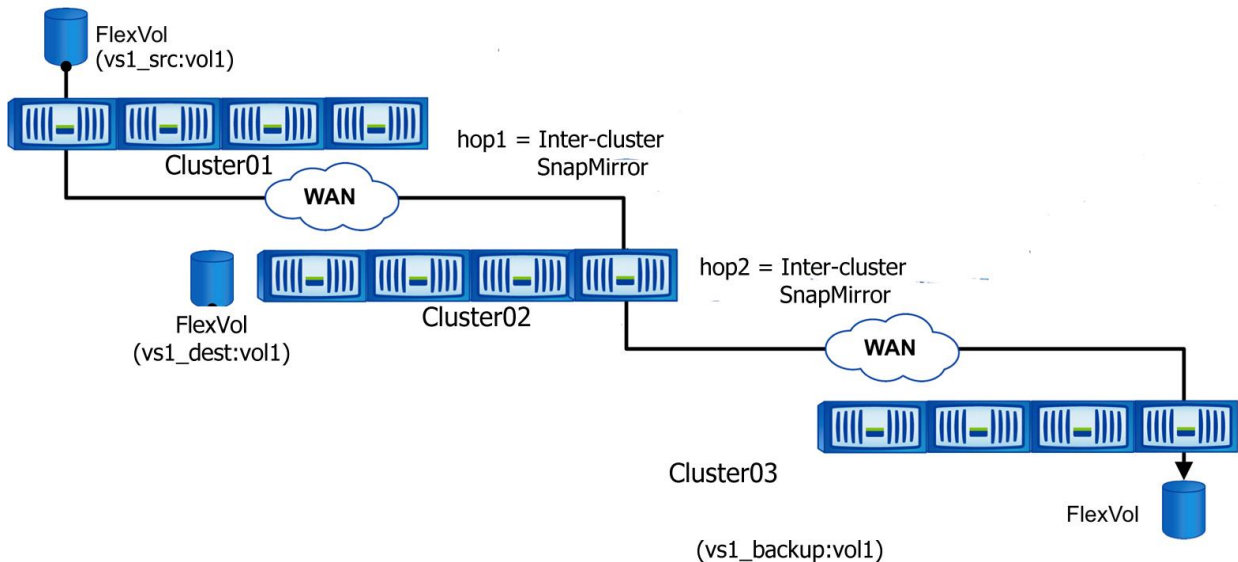 FlexVol
(vs1_src:vol1)
Cluster01
hop1 = Inter-cluster
SnapMirror
WAN
FlexVol
(vs1_dest:vol1)
Cluster02
hop2 = Inter-cluster
SnapMirror
WAN
Cluster03
FlexVol
(vs1_backup:vol1)